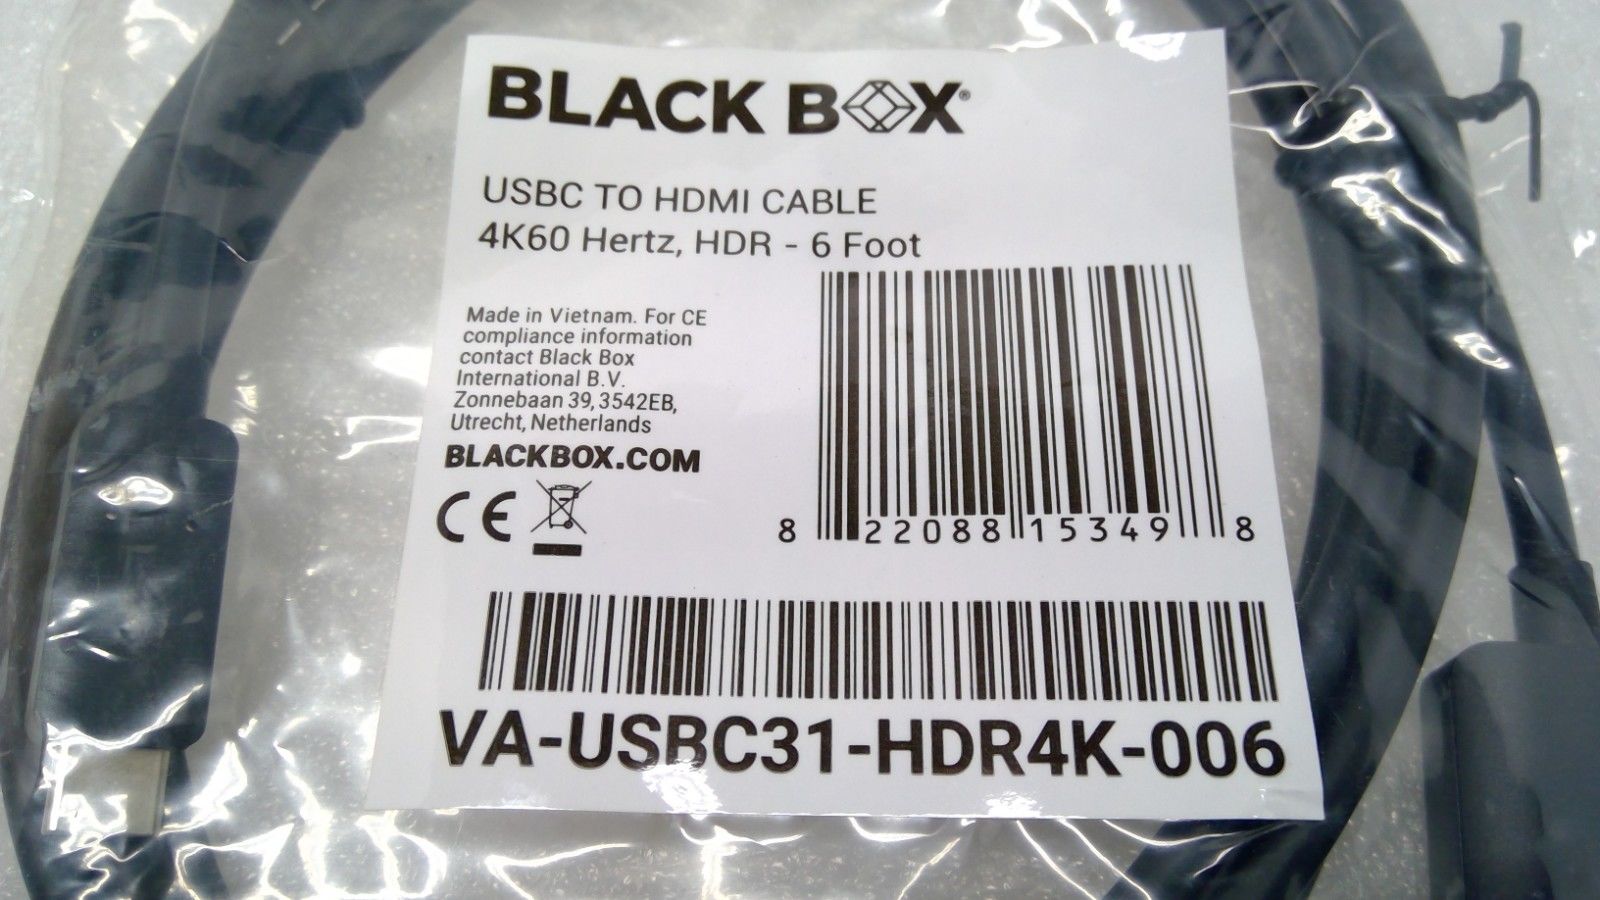 BLACK BOX®
USBC TO HDMI CABLE
4K60 Hertz, HDR - 6 Foot
Made in Vietnam. For CE
compliance information
contact Black Box
International B.V.
Zonnebaan 39, 3542EB,
Utrecht, Netherlands
BLACKBOX.COM
CE
8 22088 15349 8
VA-USBC31-HDR4K-006